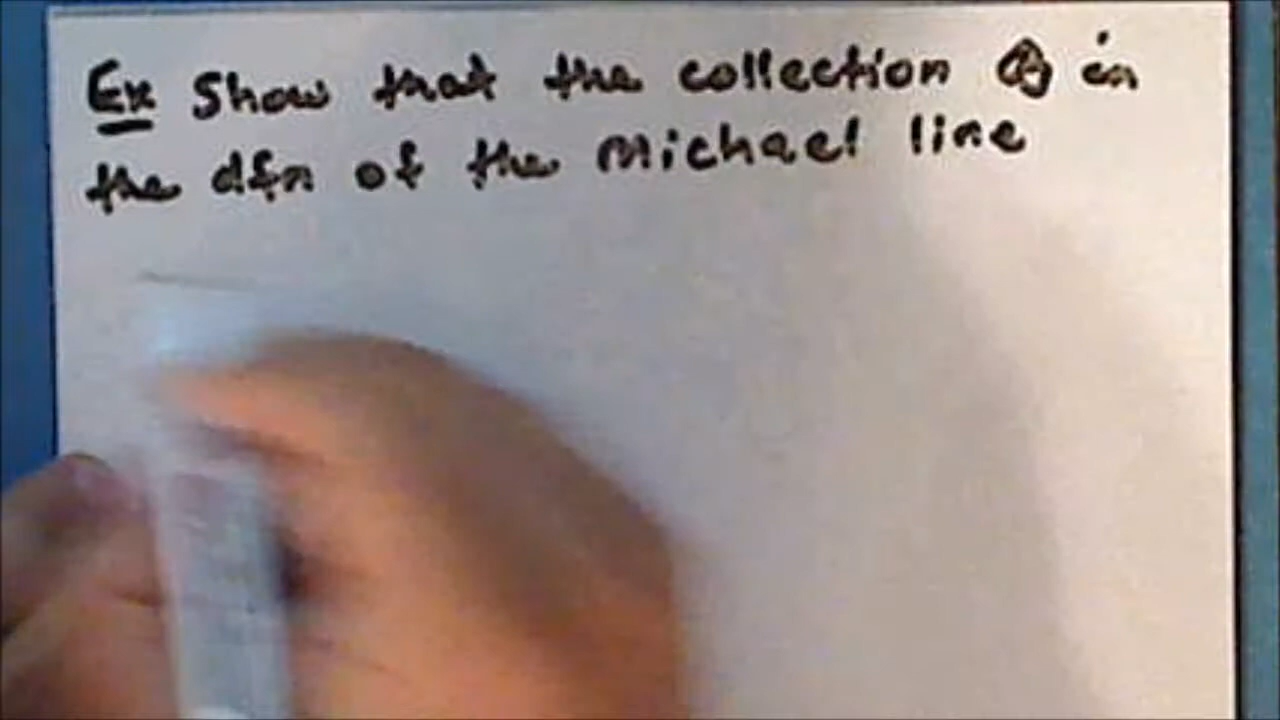 Ex Show that the collection B in
the dfn of the Michael line